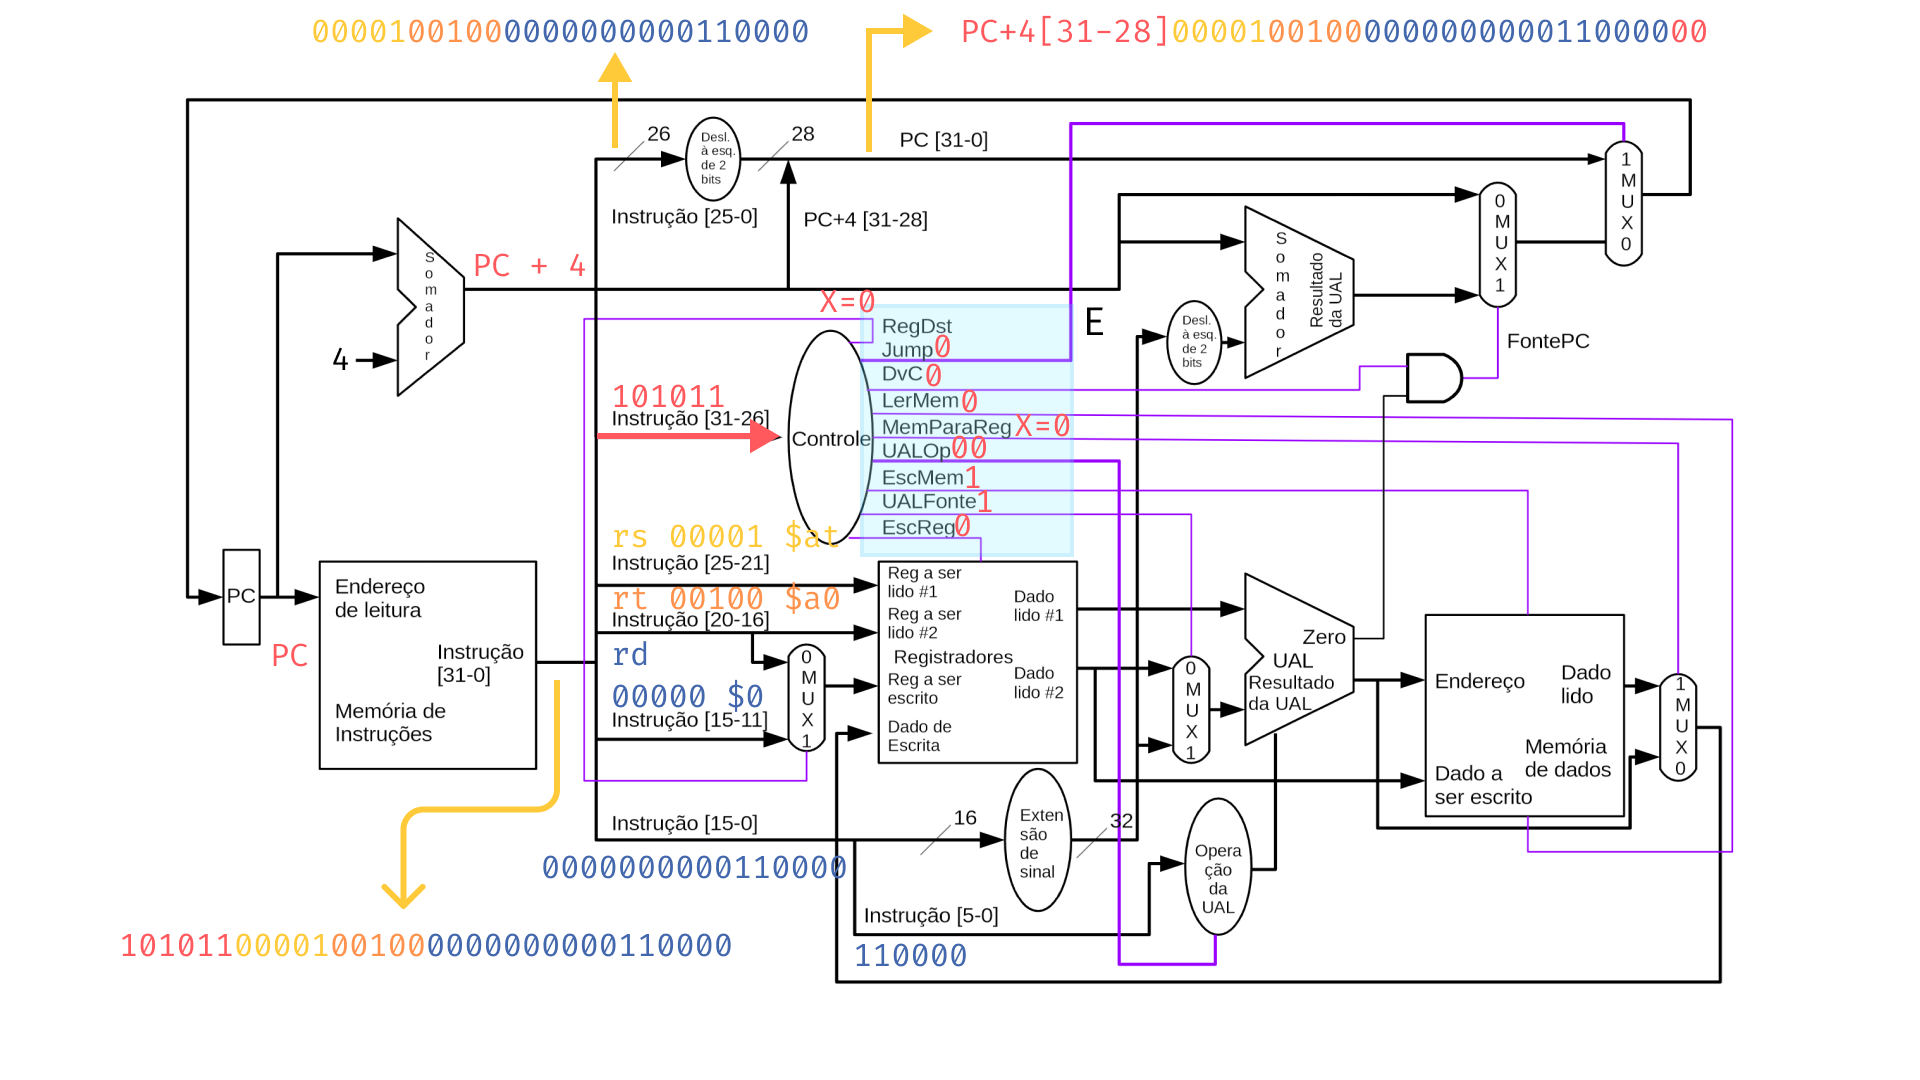 00001001000000000000110000
PC+4[31-28]0000100100000000000011000000
26
Desl.
à esq.
de 2
bits
28
PC [31-0]
1
M
U
X
0
Instrução [25-0]
PC+4 [31-28]
0
M
U
X
1
S
o
m
a
d
o
r
PC + 4
S
o
m
a
d
o
r
Resultado
da UAL
4
X=0
E
Desl.
à esq.
de 2
bits
FontePC
RegDst
Jump 0
DvC 0
LerMem 0
MemParaReg X=0
UALOp 00
EscMem 1
UALFonte 1
EscReg 0
101011
Instrução [31-26]
Controle
rs 00001 $at
Instrução [25-21]
rt 00100 $a0
Instrução [20-16]
rd
00000 $0
Instrução [15-11]
0
M
U
X
1
PC
PC
Endereço
de leitura
Instrução
[31-0]
Memória de
Instruções
Reg a ser
lido #1
Reg a ser
lido #2
Registradores
Reg a ser
escrito
Dado de
Escrita
Dado
lido #1
Dado
lido #2
0
M
U
X
1
Zero
UAL
Resultado
da UAL
Endereço
Dado
lido
Memória
de dados
Dado a
ser escrito
1
M
U
X
0
Instrução [15-0]
16
Exten
são
de
sinal
32
0000000000110000
Opera
ção
da
UAL
Instrução [5-0]
110000
10101100001001000000000000110000